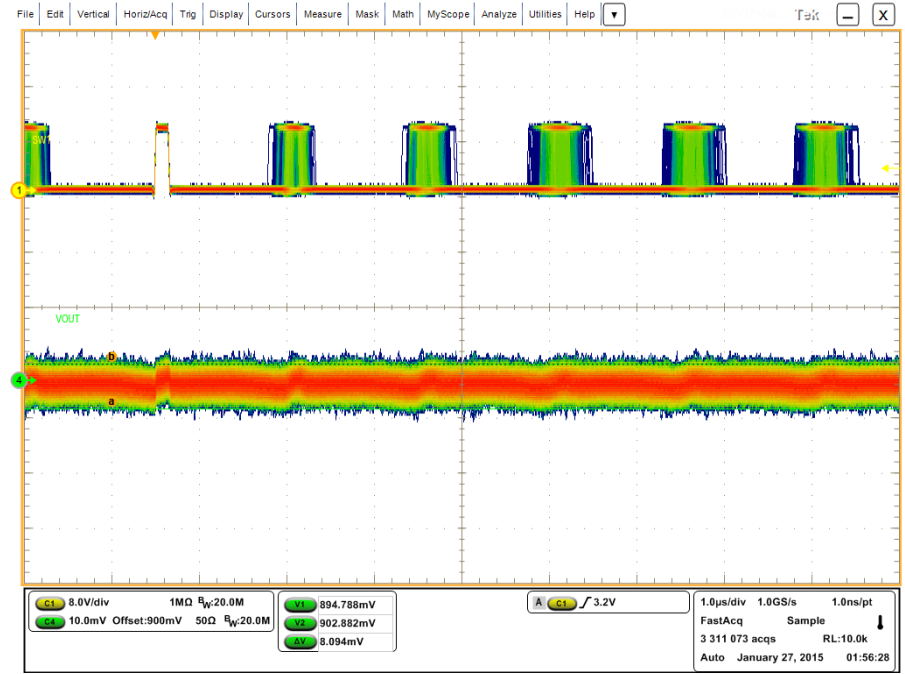 File Edit Vertical Horiz/Acq Trig Display Cursors Measure Mask Math MyScope Analyze Utilities Help Tek X
SW1
1
VOUT
b
4
a
C1 8.0V/div 1MΩ BW:20.0M
C4 10.0mV Offset:900mV 50Ω BW:20.0M
V1 894.788mV
V2 902.882mV
ΔV 8.094mV
A C1 3.2V
1.0µs/div 1.0GS/s 1.0ns/pt
FastAcq Sample
3 311 073 acqs RL:10.0k
Auto January 27, 2015 01:56:28